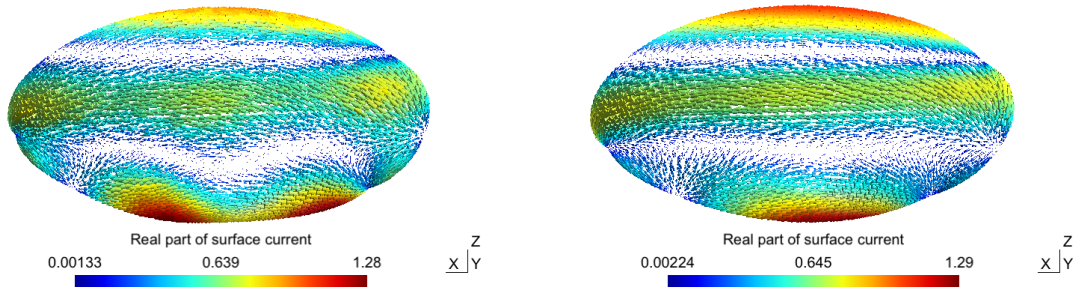 Real part of surface current
0.00133 0.639 1.28
Z
X Y
Real part of surface current
0.00224 0.645 1.29
Z
X Y